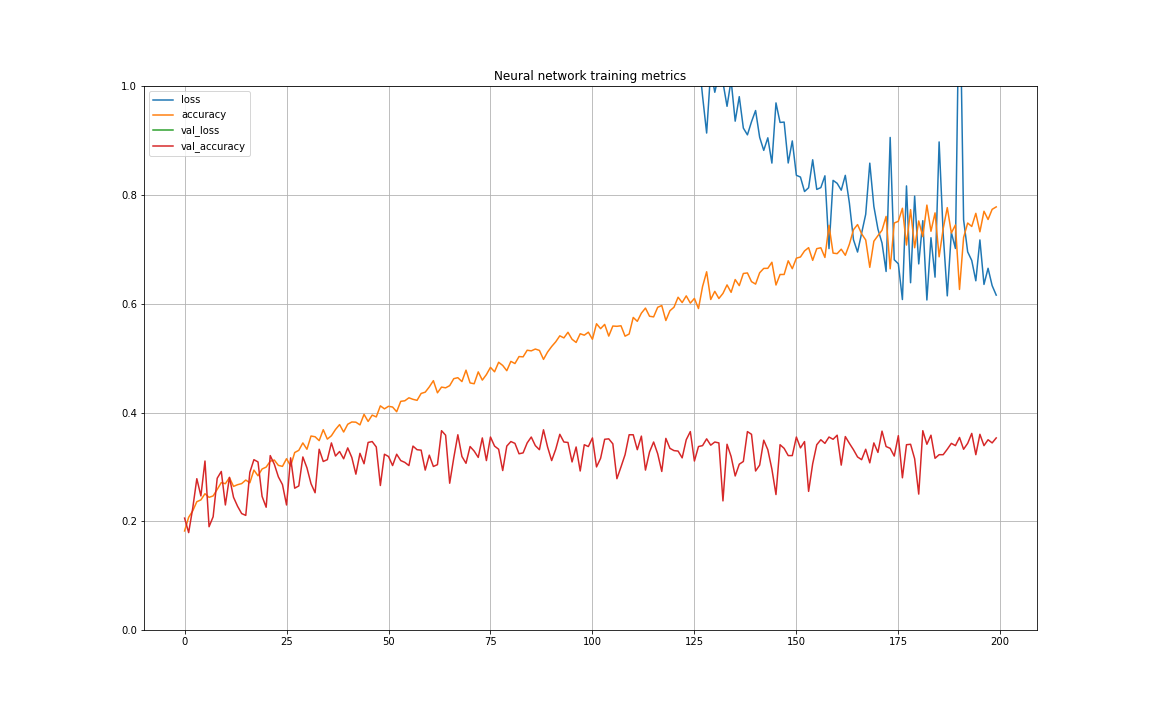 Neural network training metrics
1.0
loss
accuracy
val_loss
val_accuracy
0.8
0.6
0.4
0.2
0.0
0 25 50 75 100 125 150 175 200